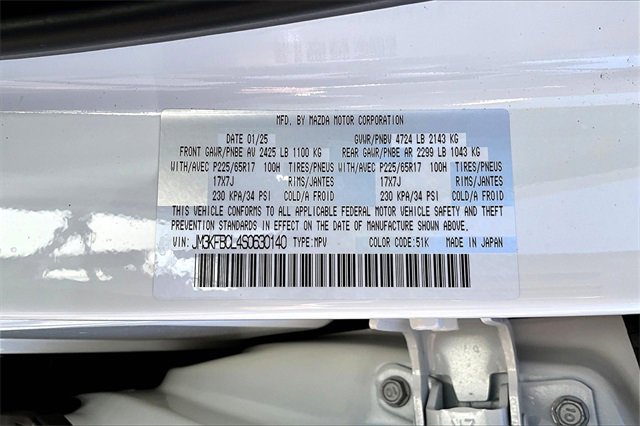 MFD. BY MAZDA MOTOR CORPORATION
DATE 01/25 GVWR/PNBV 4724 LB 2143 KG
FRONT GAWR/PNBE AV 2425 LB 1100 KG REAR GAWR/PNBE AR 2299 LB 1043 KG
WITH/AVEC P225/65R17 100H TIRES/PNEUS WITH/AVEC P225/65R17 100H TIRES/PNEUS
17X7J RIMS/JANTES 17X7J RIMS/JANTES
230 KPA/34 PSI COLD/A FROID 230 KPA/34 PSI COLD/A FROID
THIS VEHICLE CONFORMS TO ALL APPLICABLE FEDERAL MOTOR VEHICLE SAFETY AND THEFT
PREVENTION STANDARDS IN EFFECT ON THE DATE OF MANUFACTURE SHOWN ABOVE.
VIN: JM3KFBCL4S0630140 TYPE:MPV COLOR CODE:51K MADE IN JAPAN